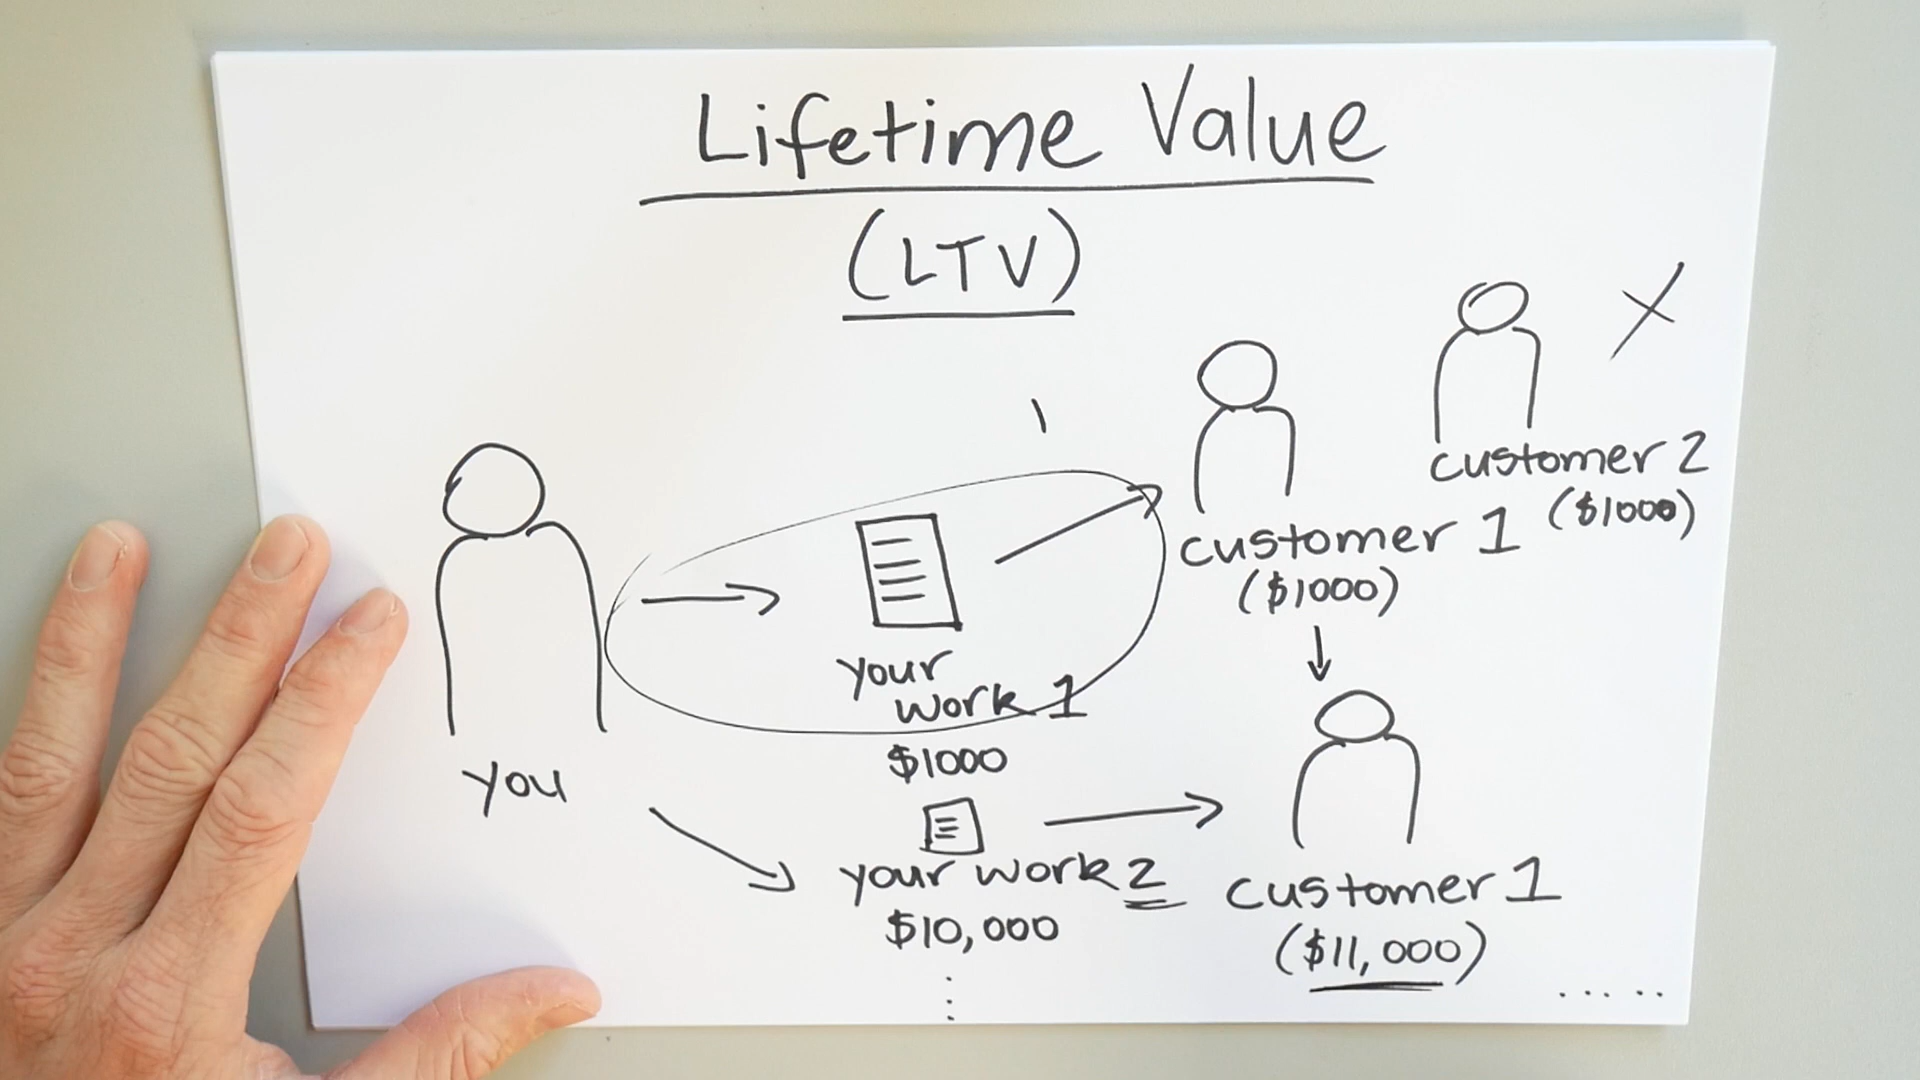 Lifetime Value
(LTV)
customer 2
($1000)
customer 1
($1000)
your
work 1
$1000
you
your work 2
$10,000
customer 1
($11,000)